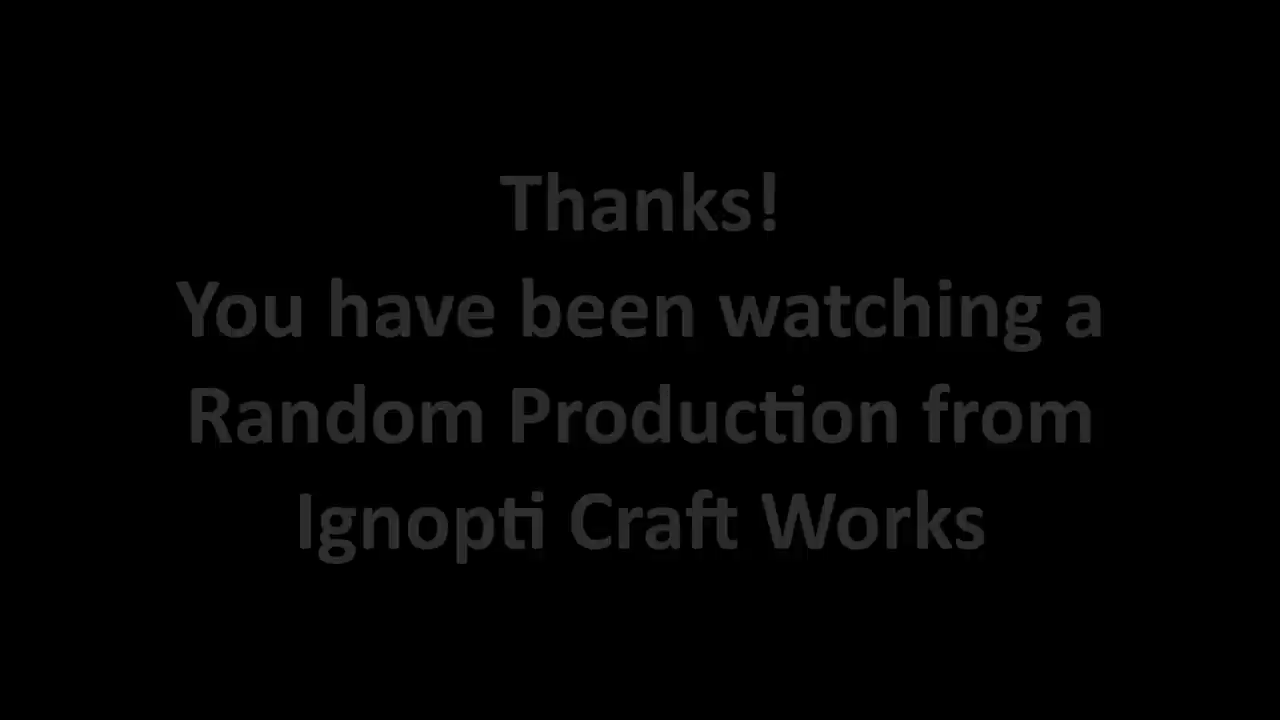 Thanks!
You have been watching a
Random Production from
Ignopti Craft Works